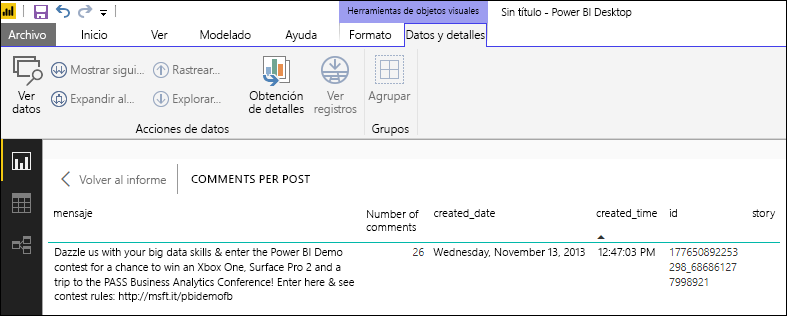 Herramientas de objetos visuales
Sin título - Power BI Desktop
Archivo Inicio Ver Modelado Ayuda Formato Datos y detalles
Ver datos
Mostrar sigui...
Expandir al...
Rastrear...
Explorar...
Obtención de detalles
Ver registros
Agrupar
Acciones de datos
Grupos
Volver al informe
COMMENTS PER POST
mensaje Number of comments created_date created_time id story
Dazzle us with your big data skills & enter the Power BI Demo
contest for a chance to win an Xbox One, Surface Pro 2 and a
trip to the PASS Business Analytics Conference! Enter here & see
contest rules: http://msft.it/pbidemofb
26
Wednesday, November 13, 2013
12:47:03 PM
177650892253
298_68686127
7998921